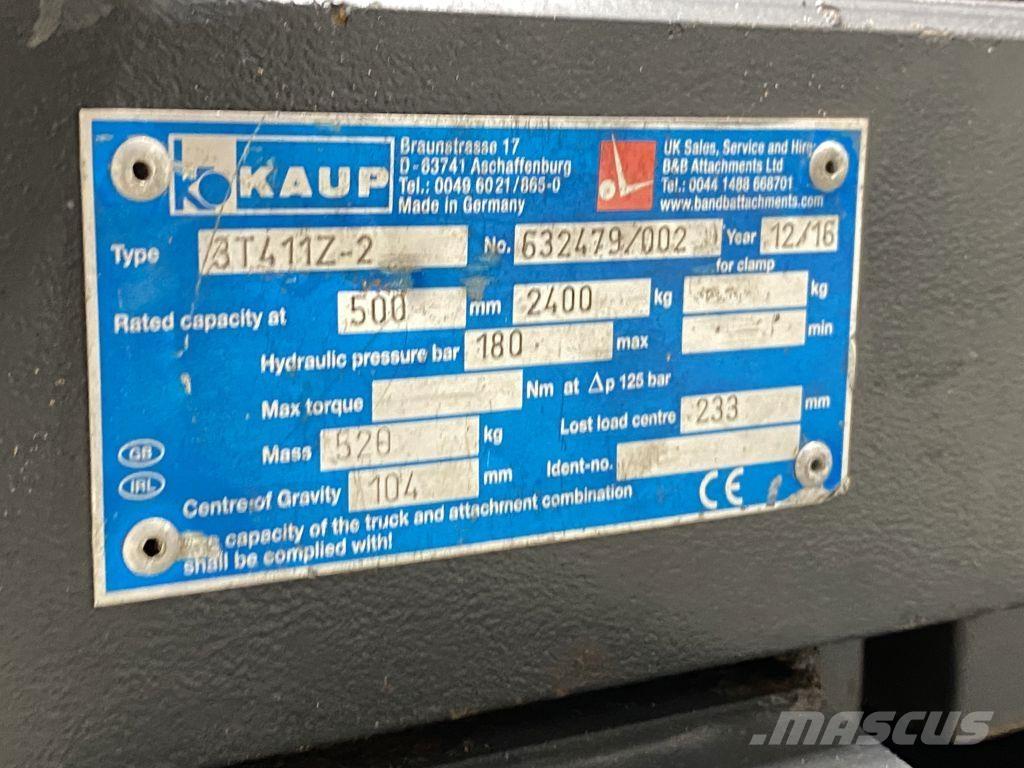 KAUP
Braunstrasse 17
D-63741 Aschaffenburg
Tel.: 0049 6021/865-0
Made in Germany
UK Sales, Service and Hire
B&B Attachments Ltd
Tel.: 0044 1488 668701
www.bandbattachments.com
Type 3T411Z-2 No. 632479/002 Year 12/16
for clamp
Rated capacity at 500 mm 2400 kg kg
Hydraulic pressure bar 180 max min
Max torque Nm at Δp 125 bar
Mass 520 kg Lost load centre 233 mm
Centre of Gravity 104 mm Ident-no.
GB
IRL
CE
capacity of the truck and attachment combination
shall be complied with!
MASCUS